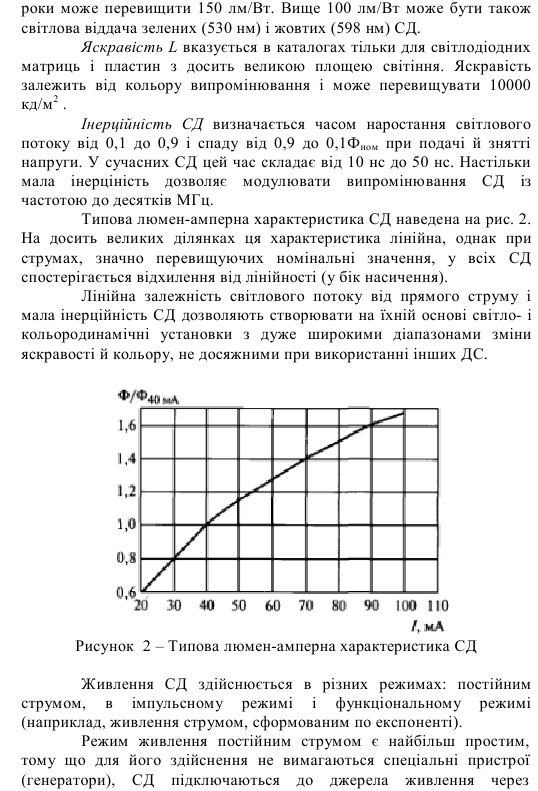 роки може перевищити 150 лм/Вт. Вище 100 лм/Вт може бути також
світлова віддача зелених (530 нм) і жовтих (598 нм) СД.
Яскравість L вказується в каталогах тільки для світлодіодних
матриць і пластин з досить великою площею світіння. Яскравість
залежить від кольору випромінювання і може перевищувати 10000
кд/м² .
Інерційність СД визначається часом наростання світлового
потоку від 0,1 до 0,9 і спаду від 0,9 до 0,1Фном при подачі й знятті
напруги. У сучасних СД цей час складає від 10 нс до 50 нс. Настільки
мала інерціність дозволяє модулювати випромінювання СД із
частотою до десятків МГц.
Типова люмен-амперна характеристика СД наведена на рис. 2.
На досить великих ділянках ця характеристика лінійна, однак при
струмах, значно перевищуючих номінальні значення, у всіх СД
спостерігається відхилення від лінійності (у бік насичення).
Лінійна залежність світлового потоку від прямого струму і
мала інерційність СД дозволяють створювати на їхній основі світло- і
кольородинамічні установки з дуже широкими діапазонами зміни
яскравості й кольору, не досяжними при використанні інших ДС.
Ф/Ф40 мА
1,6
1,4
1,2
1,0
0,8
0,6
20 30 40 50 60 70 80 90 100 110
I, мА
Рисунок 2 – Типова люмен-амперна характеристика СД
Живлення СД здійснюється в різних режимах: постійним
струмом, в імпульсному режимі і функціональному режимі
(наприклад, живлення струмом, сформованим по експоненті).
Режим живлення постійним струмом є найбільш простим,
тому що для його здійснення не вимагаються спеціальні пристрої
(генератори), СД підключаються до джерела живлення через